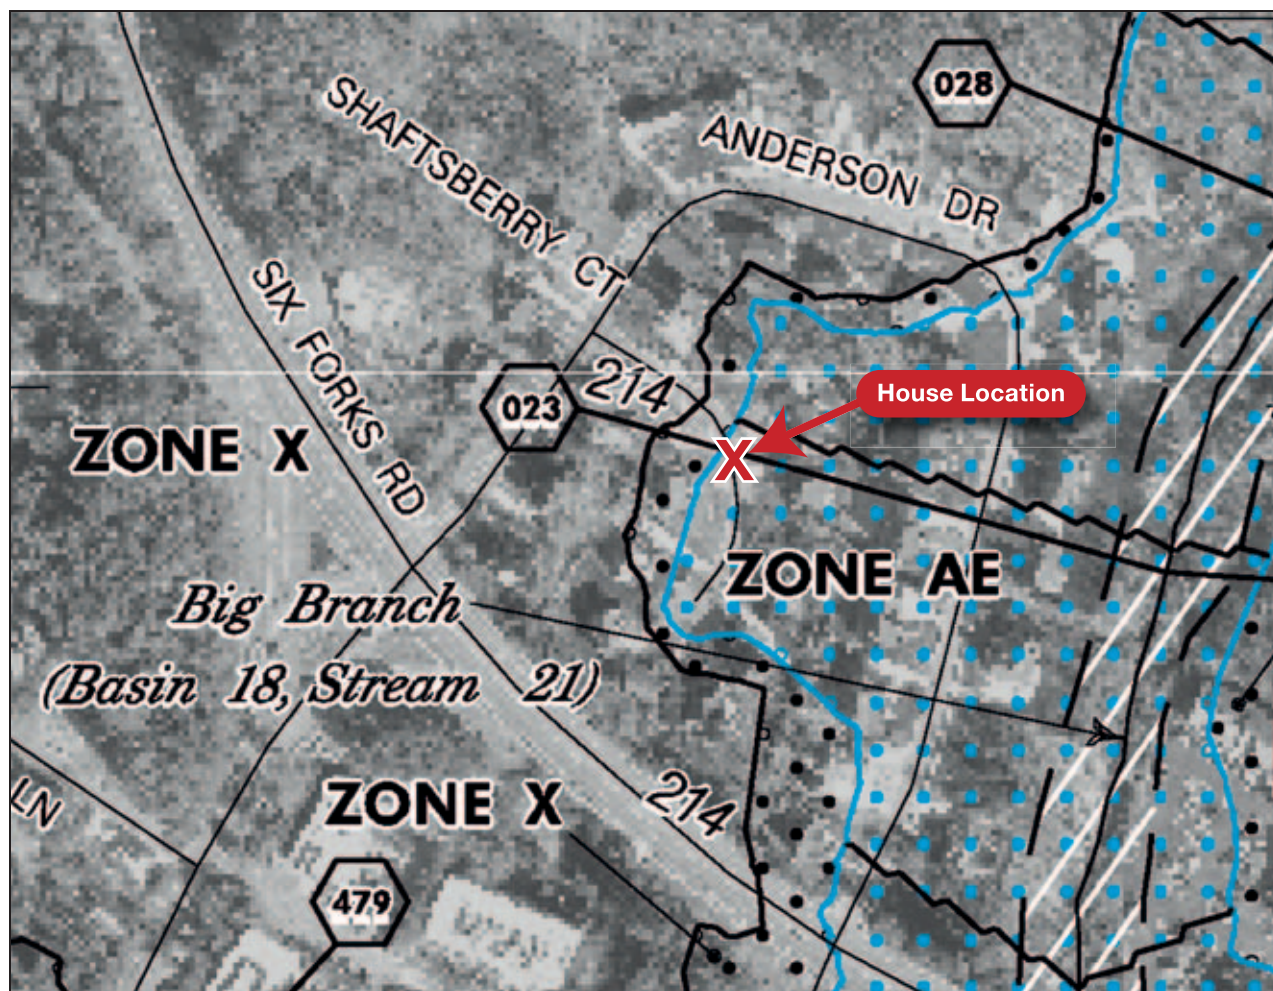 028
SHAFTSBERRY CT
ANDERSON DR
SIX FORKS RD
023
214
House Location
ZONE X
X
ZONE AE
Big Branch
(Basin 18, Stream 21)
214
ZONE X
LN
479